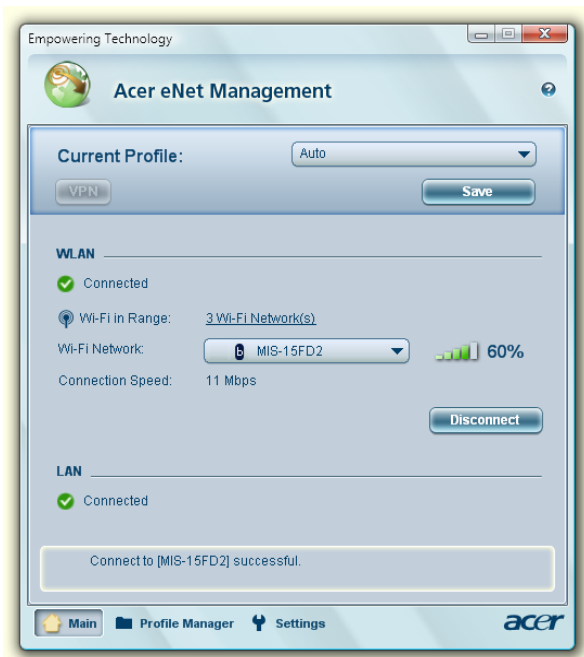 Empowering Technology
Acer eNet Management
Current Profile: Auto
VPN Save
WLAN
Connected
Wi-Fi in Range: 3 Wi-Fi Network(s)
Wi-Fi Network: b MIS-15FD2 60%
Connection Speed: 11 Mbps
Disconnect
LAN
Connected
Connect to [MIS-15FD2] successful.
Main Profile Manager Settings acer